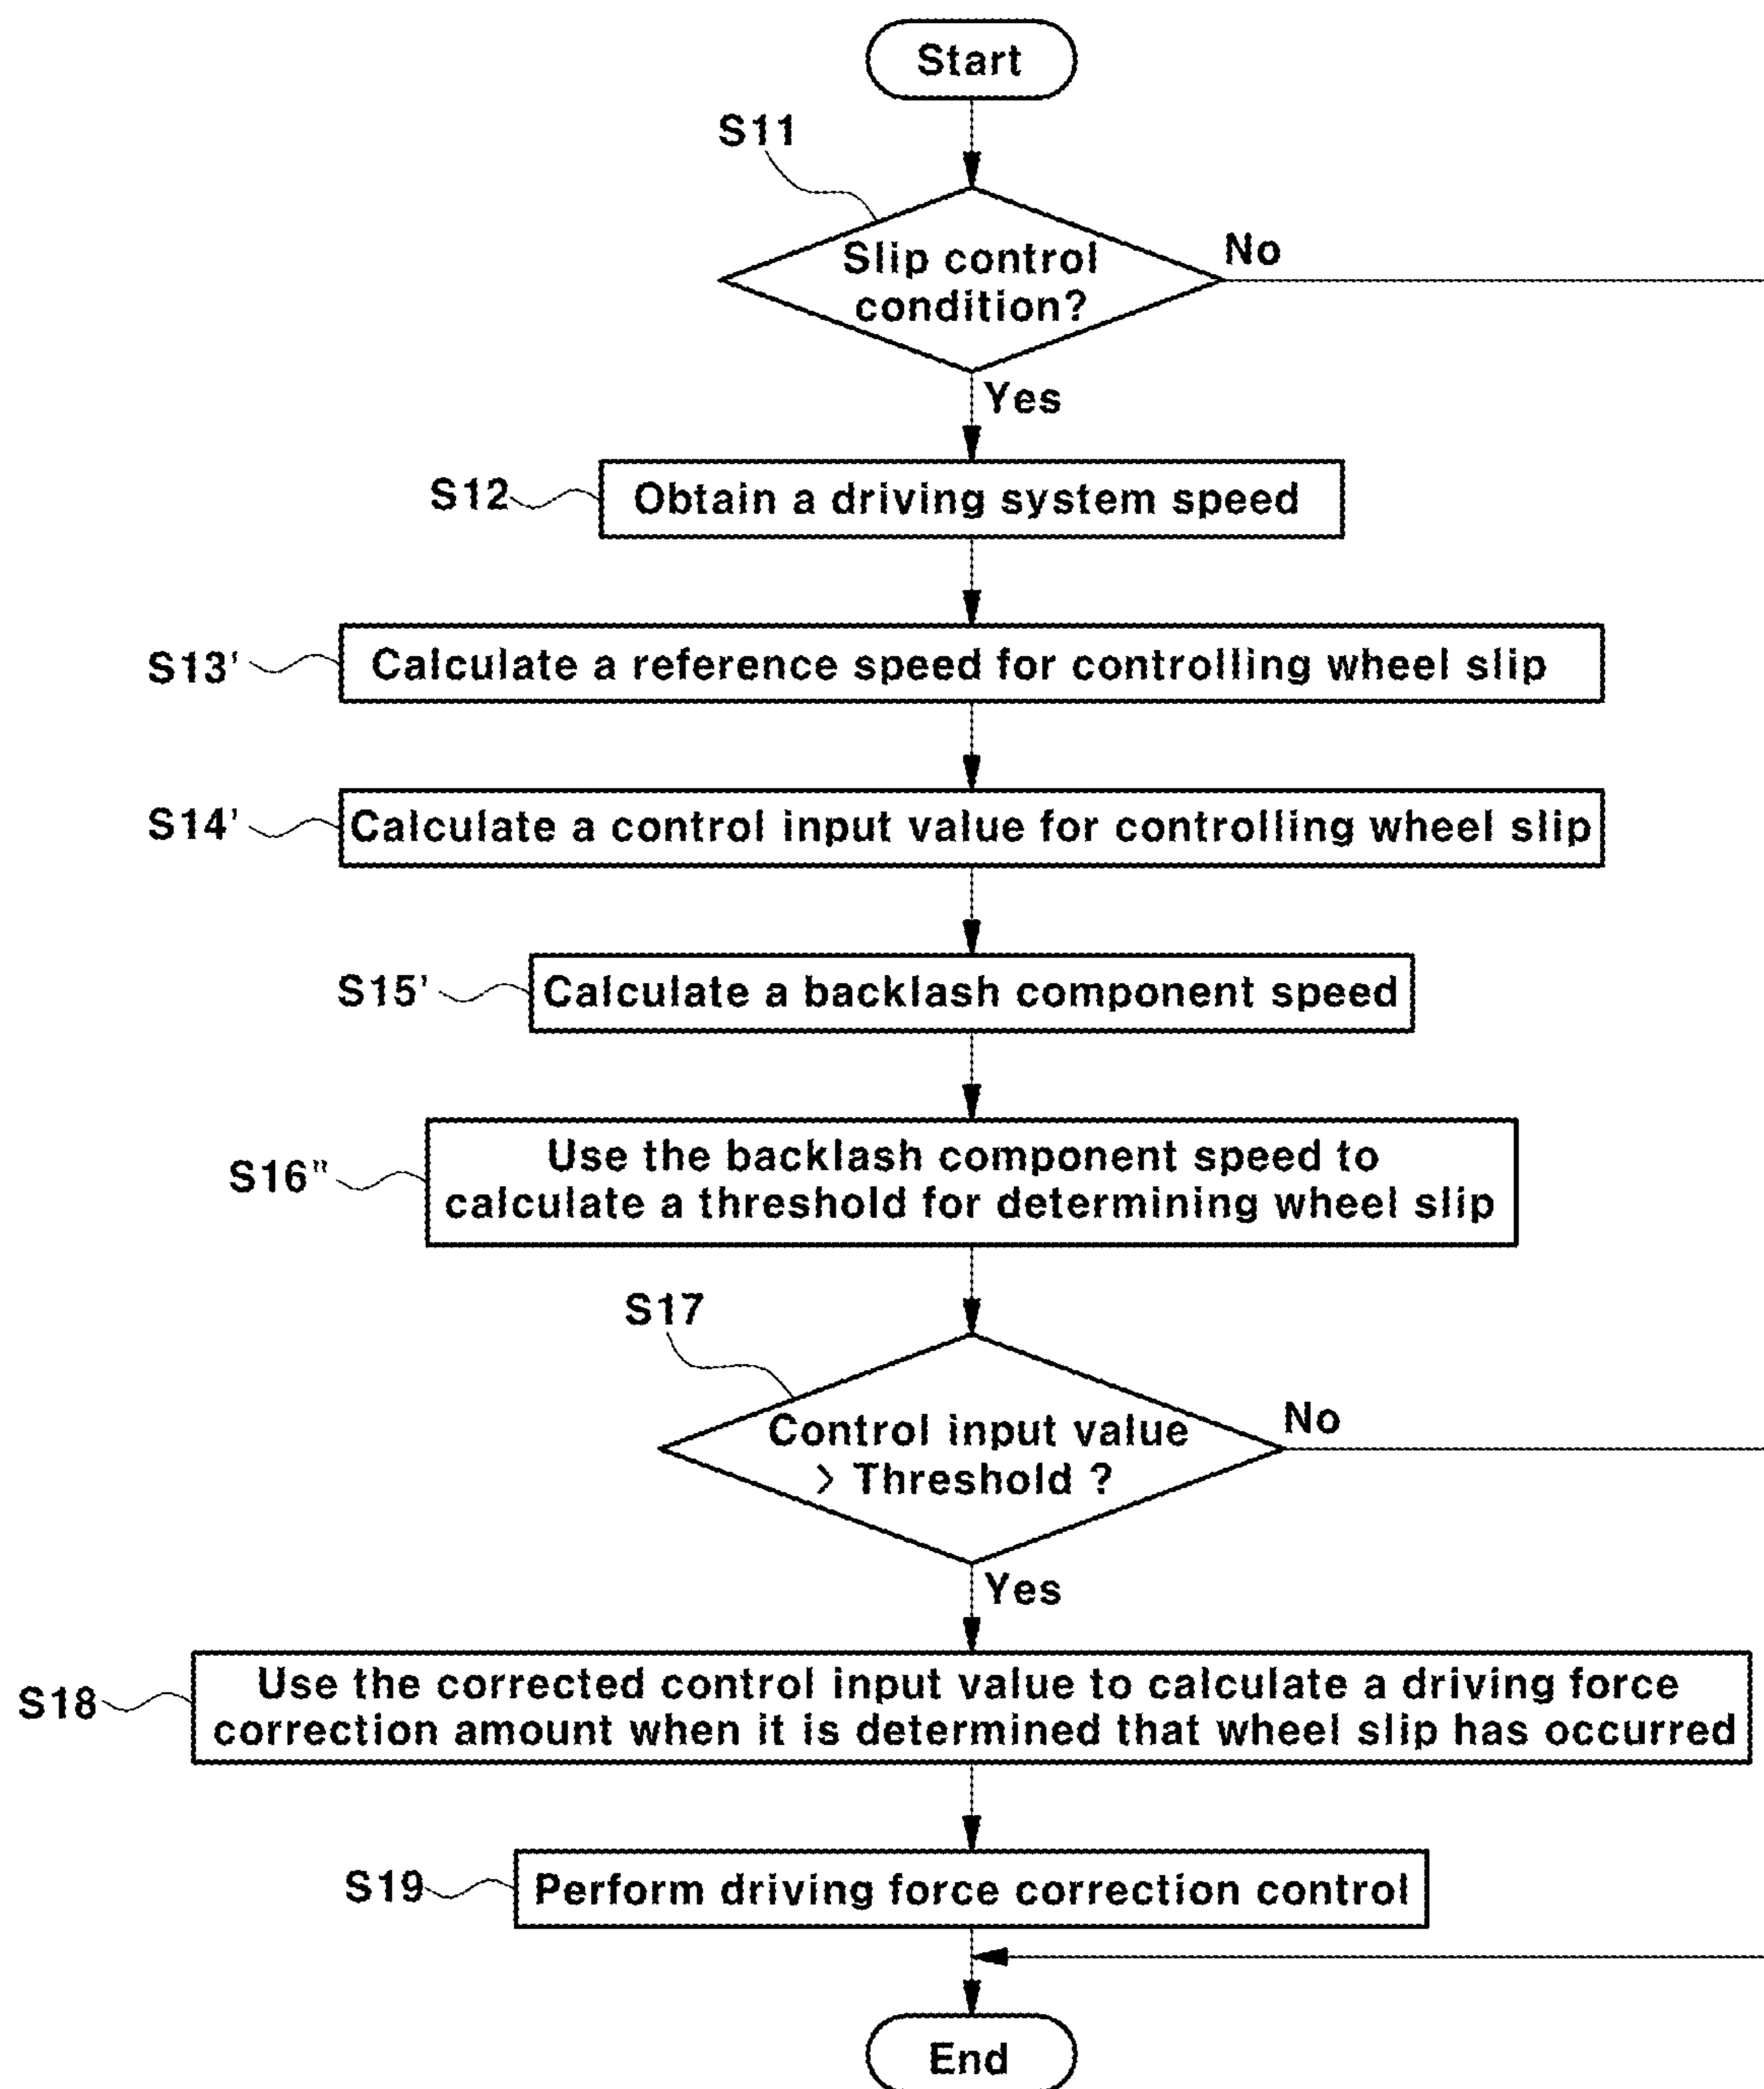 Start
S11
Slip control
condition?
No
Yes
S12
Obtain a driving system speed
S13'
Calculate a reference speed for controlling wheel slip
S14'
Calculate a control input value for controlling wheel slip
S15'
Calculate a backlash component speed
S16"
Use the backlash component speed to
calculate a threshold for determining wheel slip
S17
Control input value
> Threshold ?
No
Yes
S18
Use the corrected control input value to calculate a driving force
correction amount when it is determined that wheel slip has occurred
S19
Perform driving force correction control
End